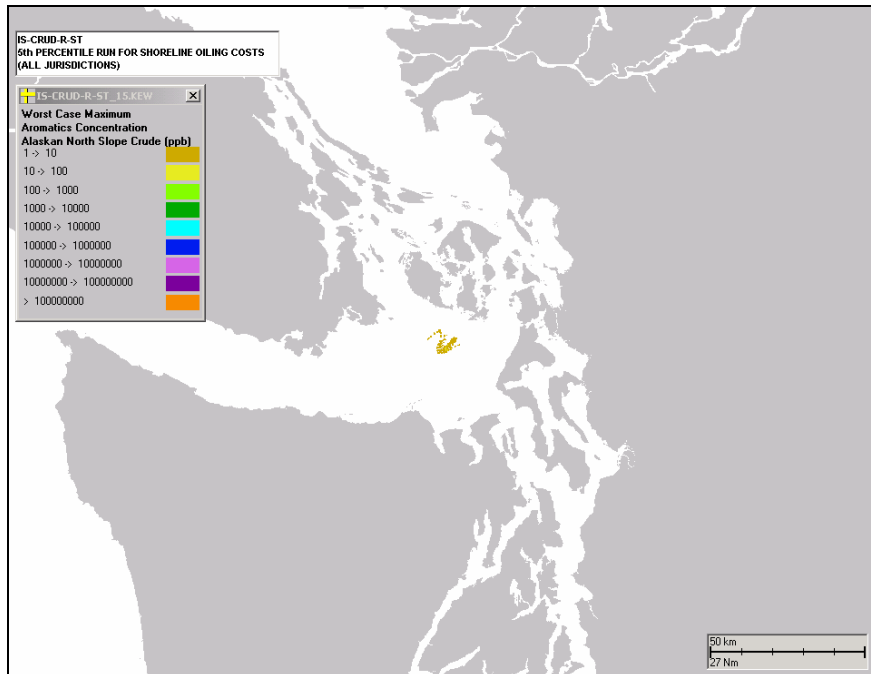 IS-CRUD-R-ST
5th PERCENTILE RUN FOR SHORELINE OILING COSTS
(ALL JURISDICTIONS)
IS-CRUD-R-ST_15.KEW
Worst Case Maximum
Aromatics Concentration
Alaskan North Slope Crude (ppb)
1 -> 10
10 -> 100
100 -> 1000
1000 -> 10000
10000 -> 100000
100000 -> 1000000
1000000 -> 10000000
10000000 -> 100000000
> 100000000
50 km
27 Nm